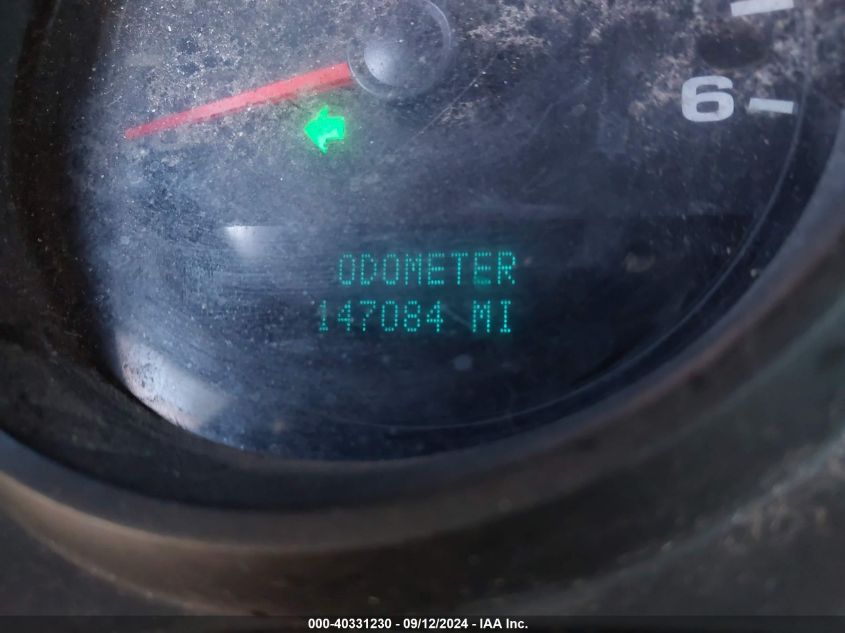 6
ODOMETER
147084 MI
000-40331230 - 09/12/2024 - IAA Inc.